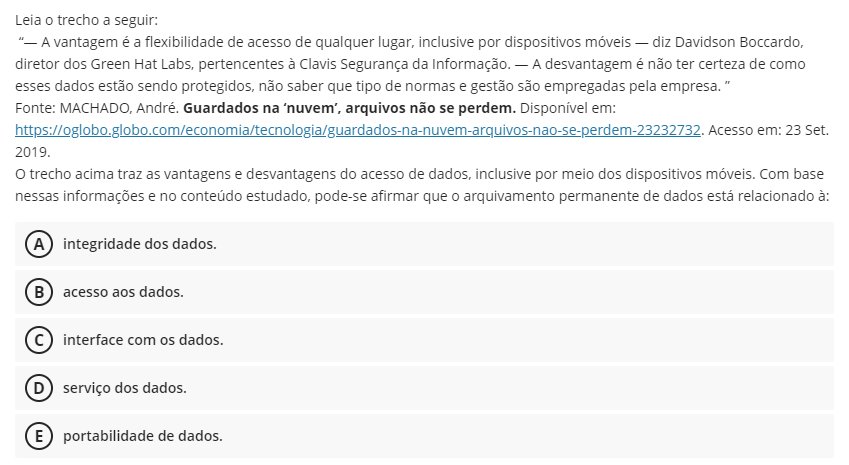 Leia o trecho a seguir:
“— A vantagem é a flexibilidade de acesso de qualquer lugar, inclusive por dispositivos móveis — diz Davidson Boccardo,
diretor dos Green Hat Labs, pertencentes à Clavis Segurança da Informação. — A desvantagem é não ter certeza de como
esses dados estão sendo protegidos, não saber que tipo de normas e gestão são empregadas pela empresa. ”
Fonte: MACHADO, André. Guardados na ‘nuvem’, arquivos não se perdem. Disponível em:
https://oglobo.globo.com/economia/tecnologia/guardados-na-nuvem-arquivos-nao-se-perdem-23232732. Acesso em: 23 Set.
2019.
O trecho acima traz as vantagens e desvantagens do acesso de dados, inclusive por meio dos dispositivos móveis. Com base
nessas informações e no conteúdo estudado, pode-se afirmar que o arquivamento permanente de dados está relacionado à:
A integridade dos dados.
B acesso aos dados.
C interface com os dados.
D serviço dos dados.
E portabilidade de dados.